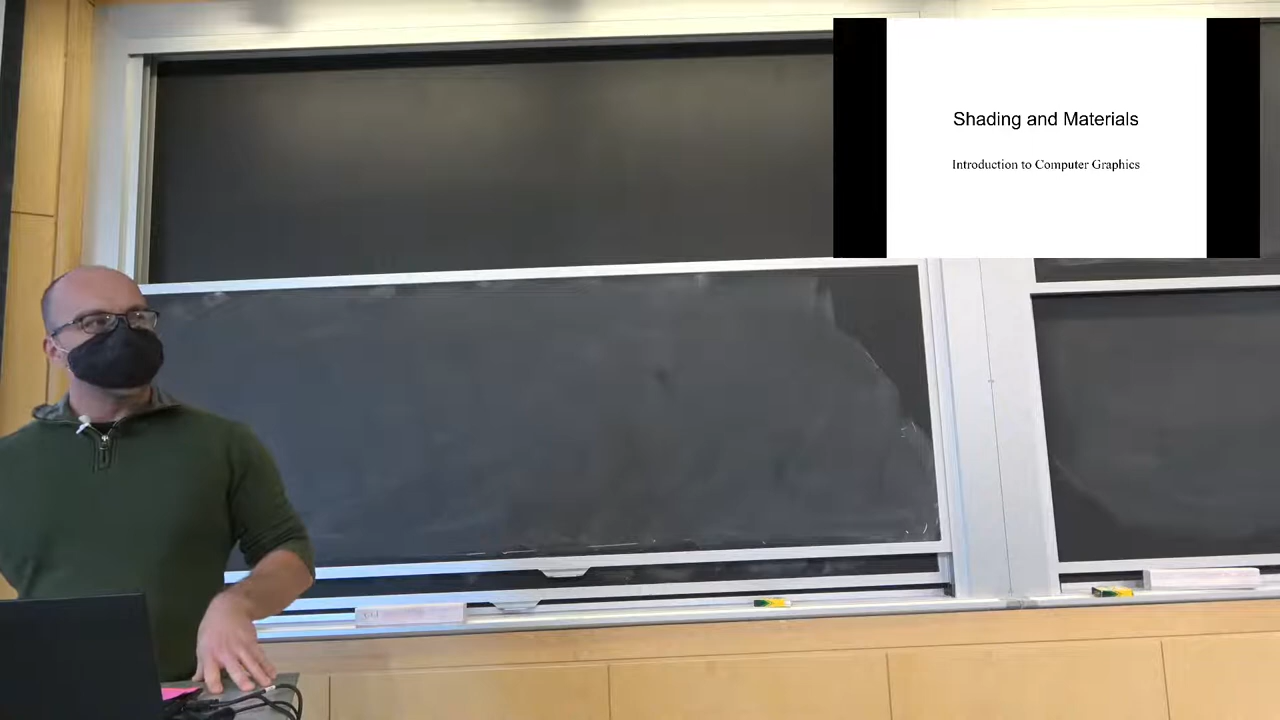 Shading and Materials
Introduction to Computer Graphics